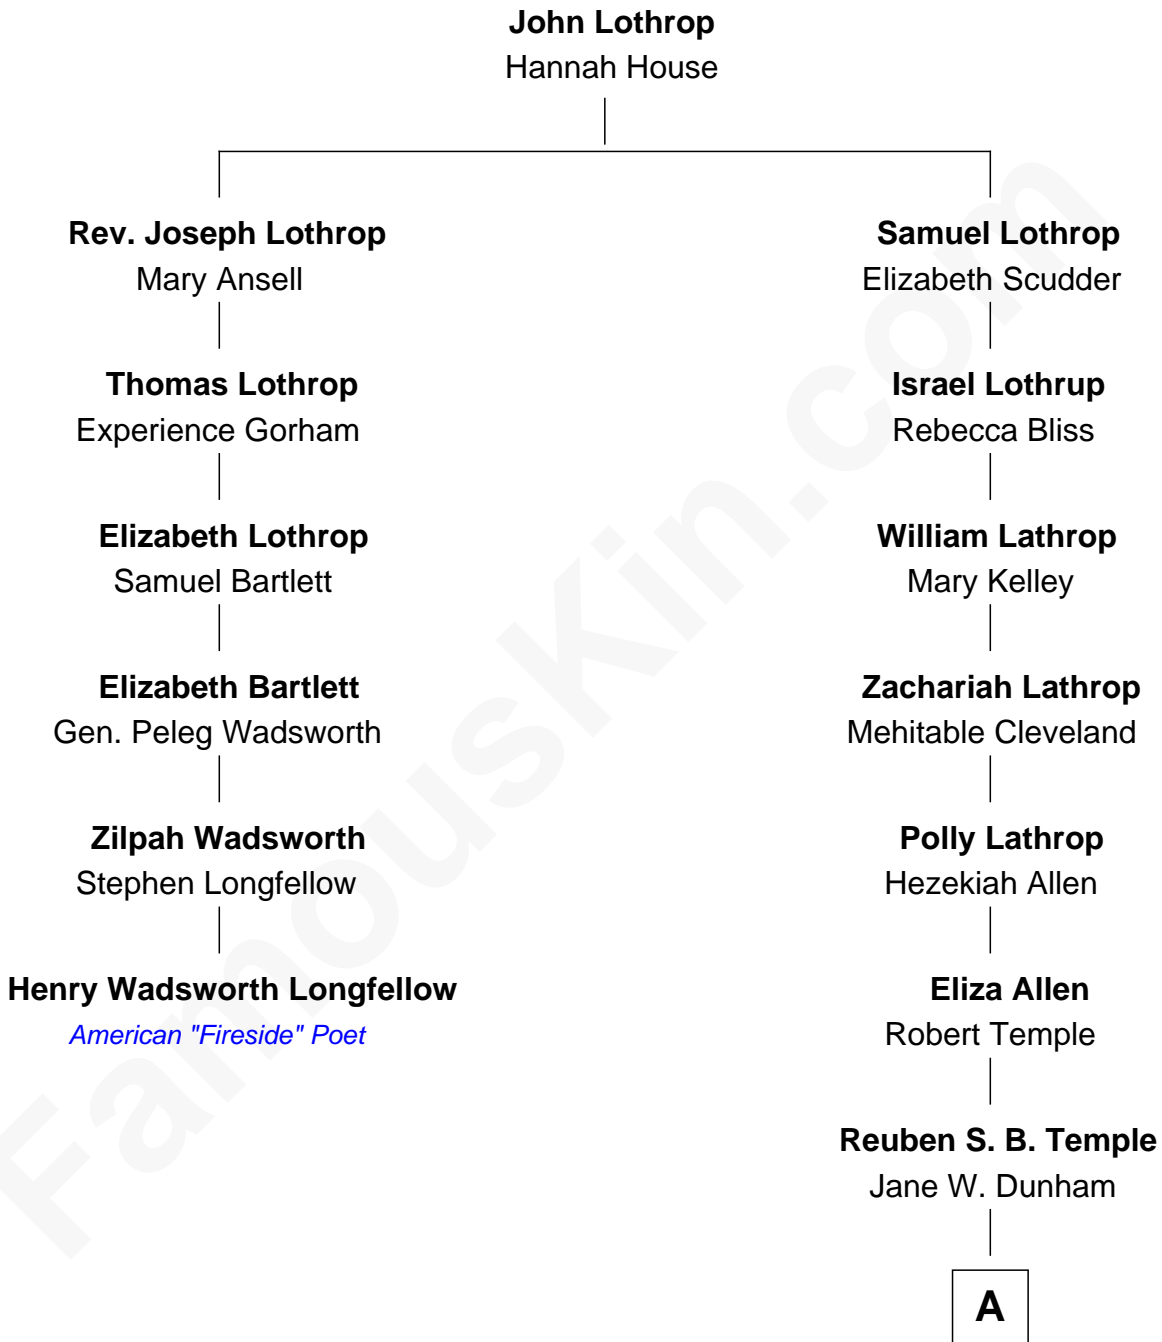 John Lothrop
Hannah House
Rev. Joseph Lothrop
Mary Ansell
Samuel Lothrop
Elizabeth Scudder
Thomas Lothrop
Experience Gorham
Israel Lothrup
Rebecca Bliss
Elizabeth Lothrop
Samuel Bartlett
William Lathrop
Mary Kelley
Elizabeth Bartlett
Gen. Peleg Wadsworth
Zachariah Lathrop
Mehitable Cleveland
Zilpah Wadsworth
Stephen Longfellow
Polly Lathrop
Hezekiah Allen
Henry Wadsworth Longfellow
American "Fireside" Poet
Eliza Allen
Robert Temple
Reuben S. B. Temple
Jane W. Dunham
A
FamousKin.com